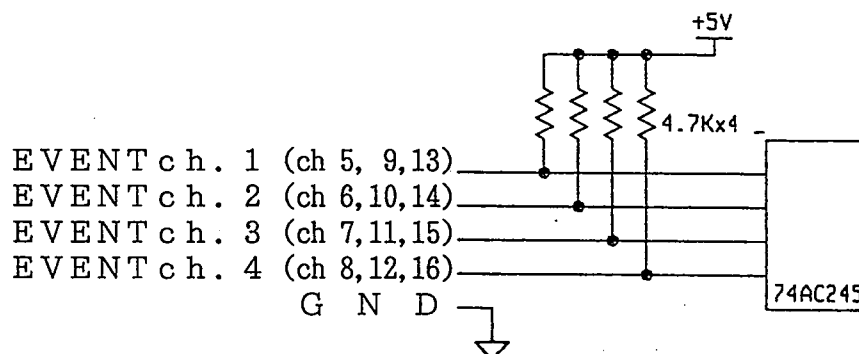 +5V
4.7Kx4
EVENTch. 1 (ch 5, 9,13)
EVENTch. 2 (ch 6,10,14)
EVENTch. 3 (ch 7,11,15)
EVENTch. 4 (ch 8,12,16)
GND
74AC245